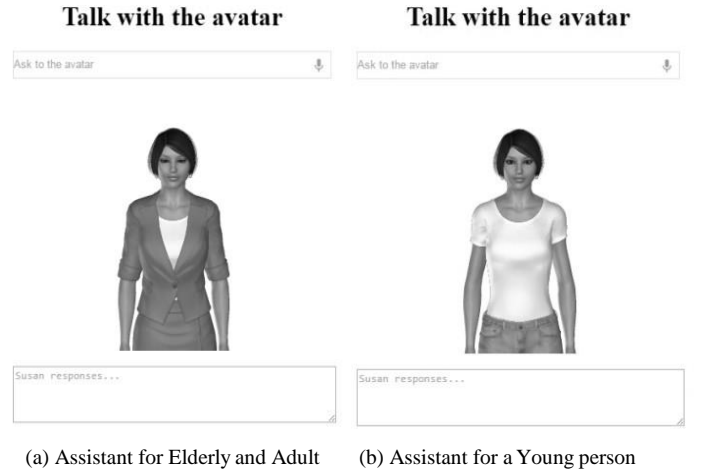 Talk with the avatar
Ask to the avatar
Susan responses...
(a) Assistant for Elderly and Adult
Talk with the avatar
Ask to the avatar
Susan responses...
(b) Assistant for a Young person